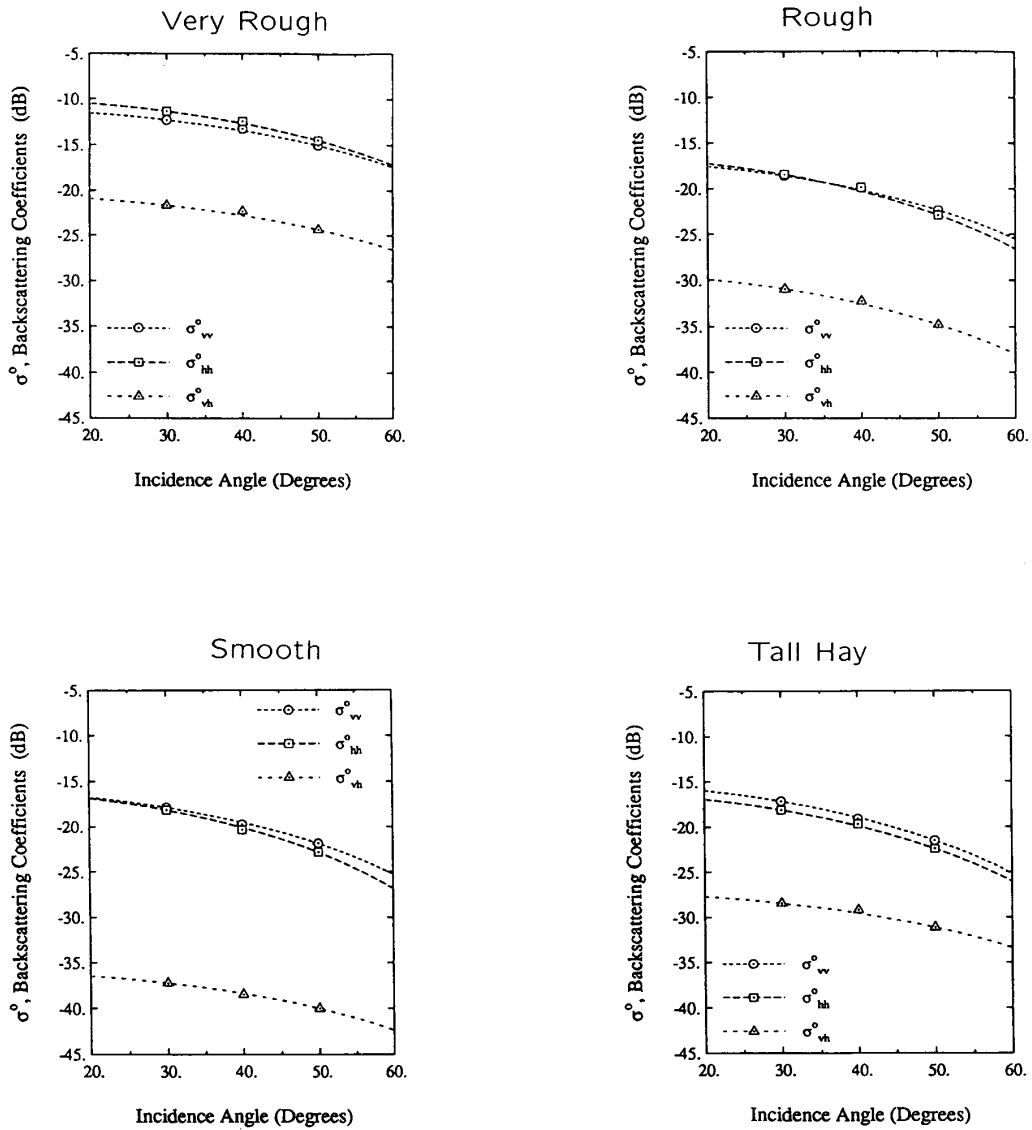 Very Rough
σ°, Backscattering Coefficients (dB)
-5.
-10.
-15.
-20.
-25.
-30.
-35.
-40.
-45.
σ°vv
σ°hh
σ°vh
20. 30. 40. 50. 60.
Incidence Angle (Degrees)
Rough
σ°, Backscattering Coefficients (dB)
-5.
-10.
-15.
-20.
-25.
-30.
-35.
-40.
-45.
σ°vv
σ°hh
σ°vh
20. 30. 40. 50. 60.
Incidence Angle (Degrees)
Smooth
σ°, Backscattering Coefficients (dB)
-5.
-10.
-15.
-20.
-25.
-30.
-35.
-40.
-45.
σ°vv
σ°hh
σ°vh
20. 30. 40. 50. 60.
Incidence Angle (Degrees)
Tall Hay
σ°, Backscattering Coefficients (dB)
-5.
-10.
-15.
-20.
-25.
-30.
-35.
-40.
-45.
σ°vv
σ°hh
σ°vh
20. 30. 40. 50. 60.
Incidence Angle (Degrees)